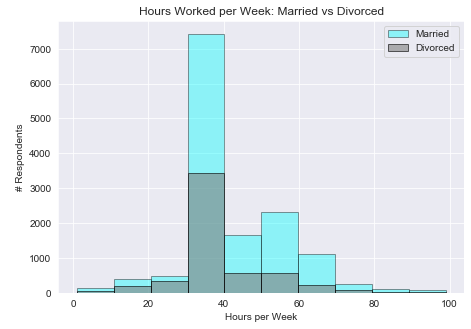 Hours Worked per Week: Married vs Divorced
Married
Divorced
# Respondents
7000
6000
5000
4000
3000
2000
1000
0
0 20 40 60 80 100
Hours per Week